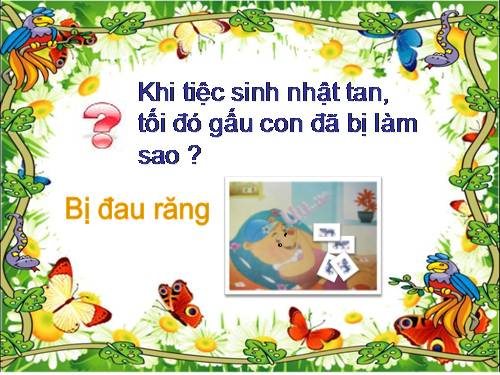 Khi tiệc sinh nhật tan,
tối đó gấu con đã bị làm
sao ?
Bị đau răng